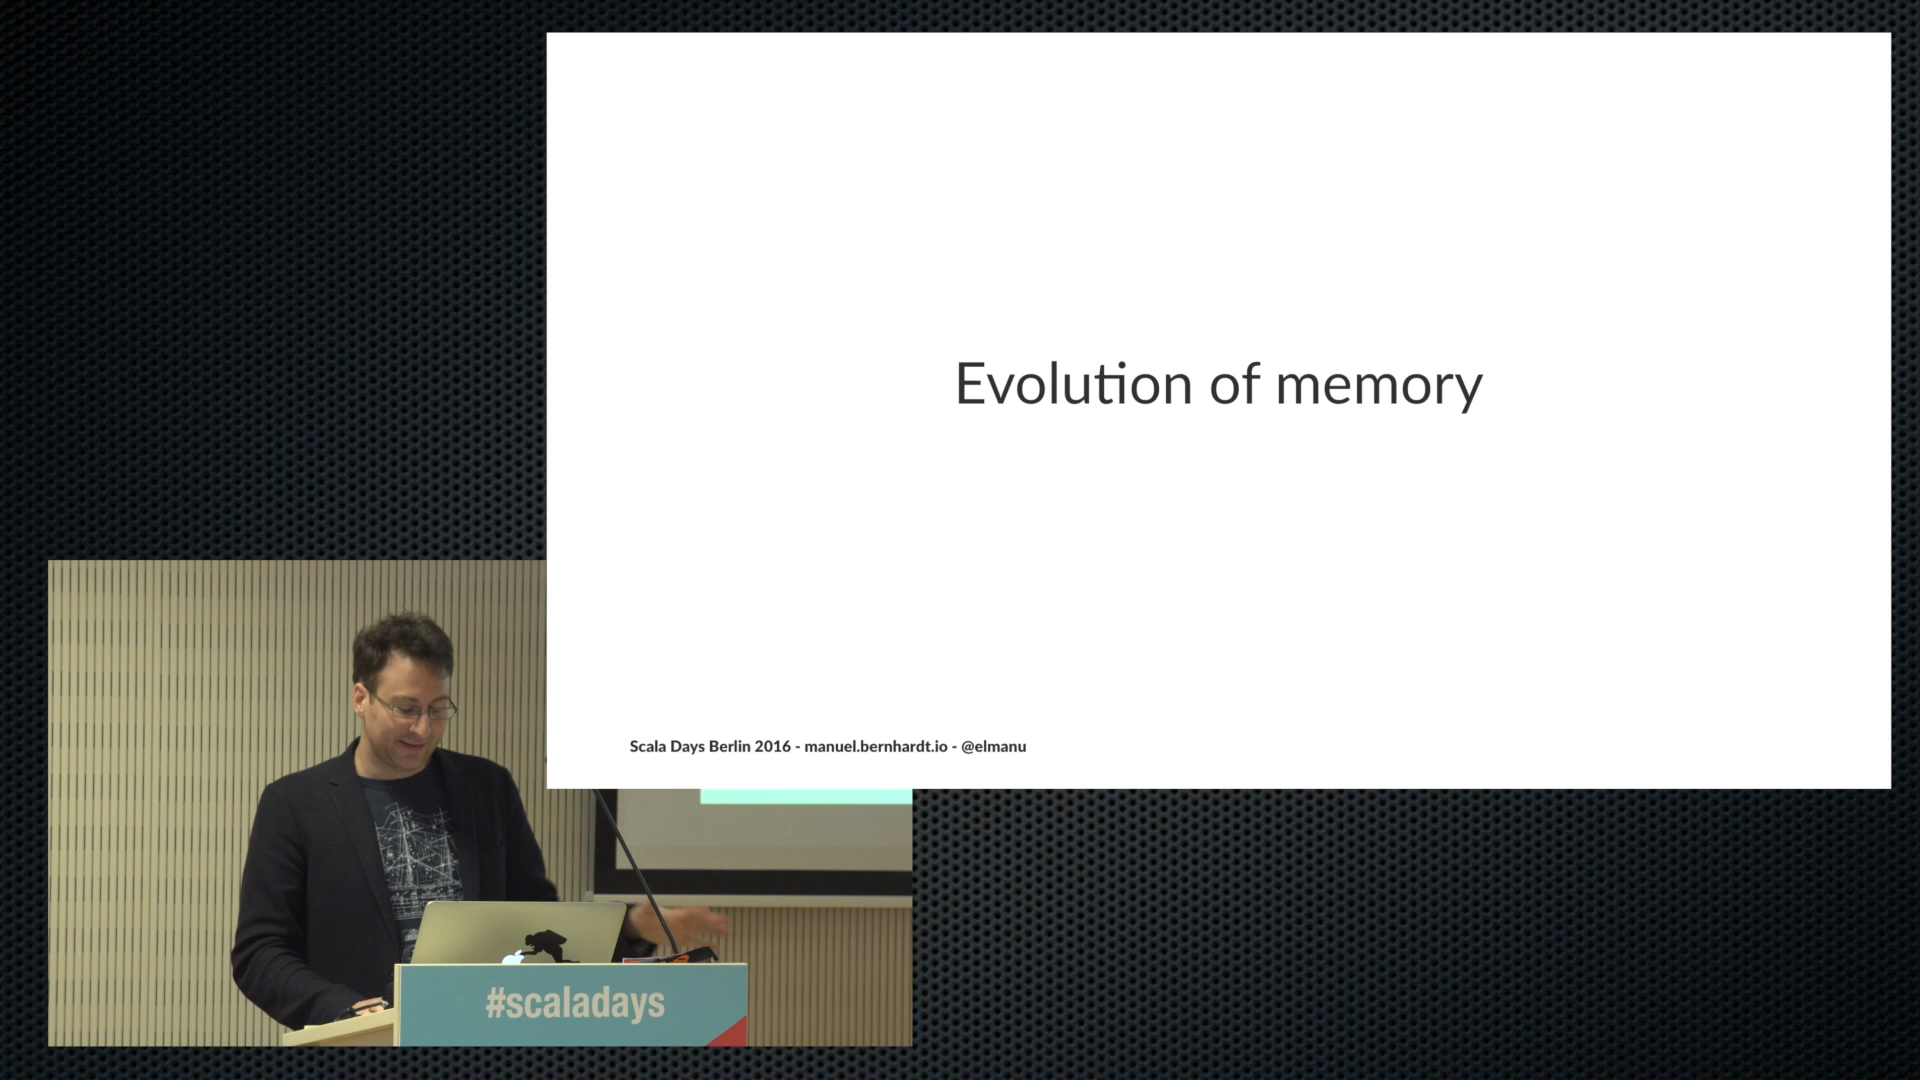 Evolution of memory
Scala Days Berlin 2016 - manuel.bernhardt.io - @elmanu
#scaladays